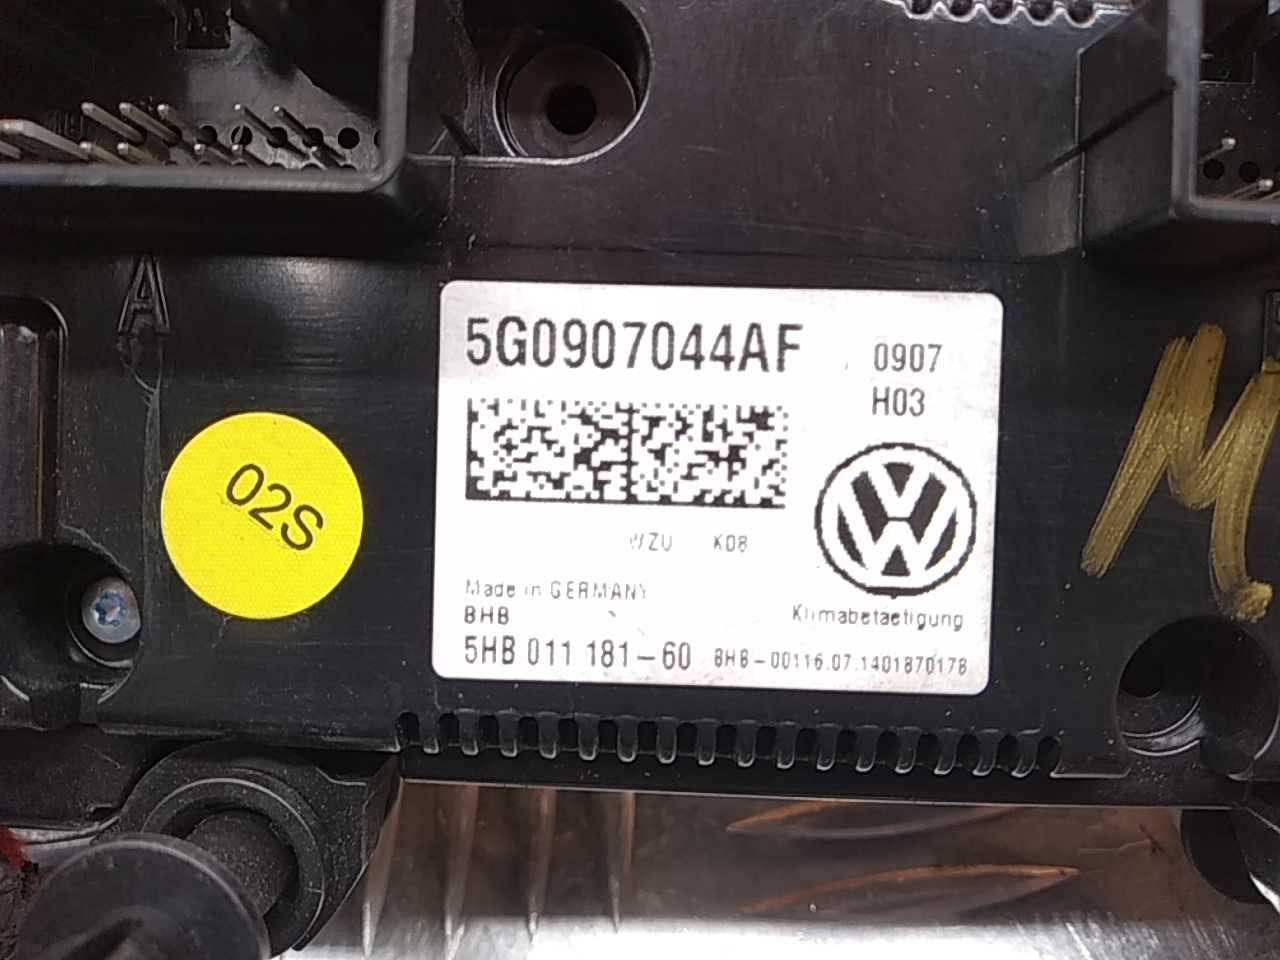 A
5G0907044AF
0907
H03
02S
WZU K08
Made in GERMANY
BHB
Klimabetaetigung
5HB 011 181-60
BHB-00116.07.1401870178
M